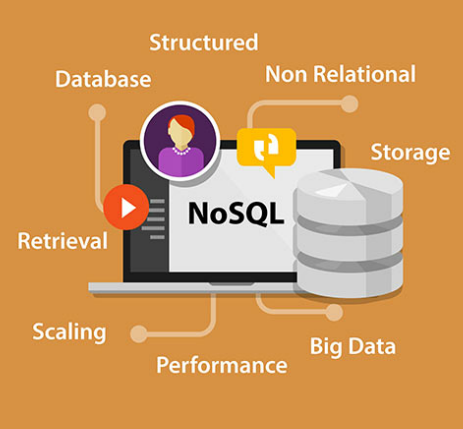 Structured
Database
Non Relational
Storage
NoSQL
Retrieval
Scaling
Big Data
Performance